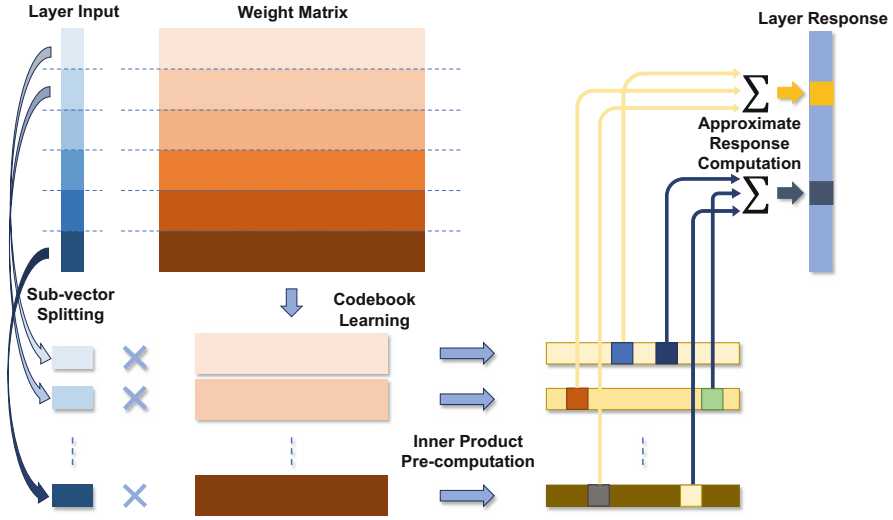 Layer Input
Weight Matrix
Layer Response
∑
Approximate
Response
Computation
∑
Sub-vector
Splitting
Codebook
Learning
×
×
Inner Product
Pre-computation
×